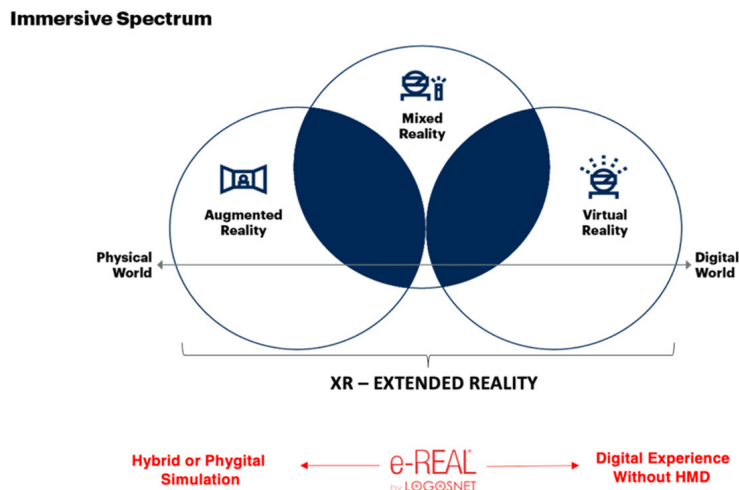 Immersive Spectrum
Mixed
Reality
Augmented
Reality
Virtual
Reality
Physical
World
Digital
World
XR – EXTENDED REALITY
Hybrid or Phygital
Simulation
e-REAL®
by LOGOSNET
Digital Experience
Without HMD